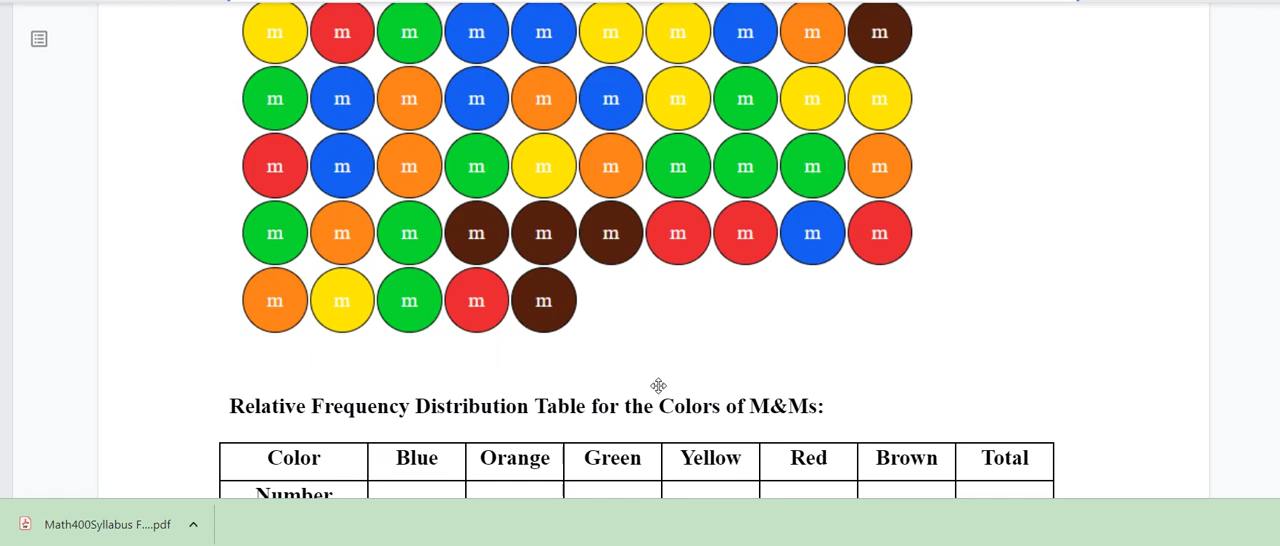 m m m m m m m m m m
m m m m m m m m m m
m m m m m m m m m m
m m m m m m m m m m
m m m m m
Relative Frequency Distribution Table for the Colors of M&Ms:
Color Blue Orange Green Yellow Red Brown Total
Number
Math400Syllabus F....pdf